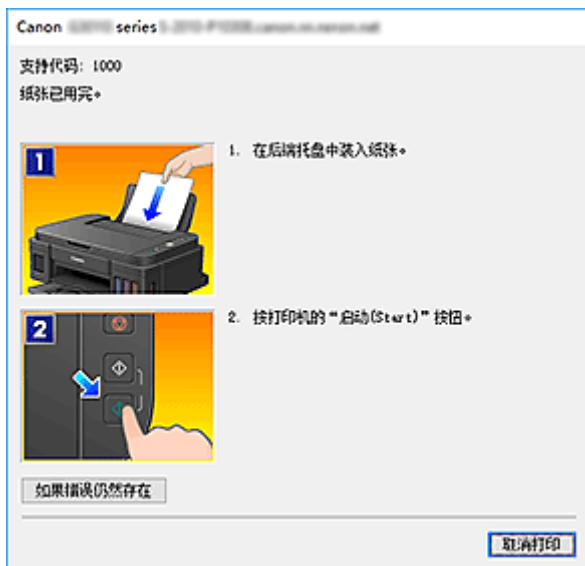 Canon series
支持代码: 1000
纸张已用完。
1
1. 在后端托盘中装入纸张。
2
2. 按打印机的“启动(Start)”按钮。
如果错误仍然存在
取消打印